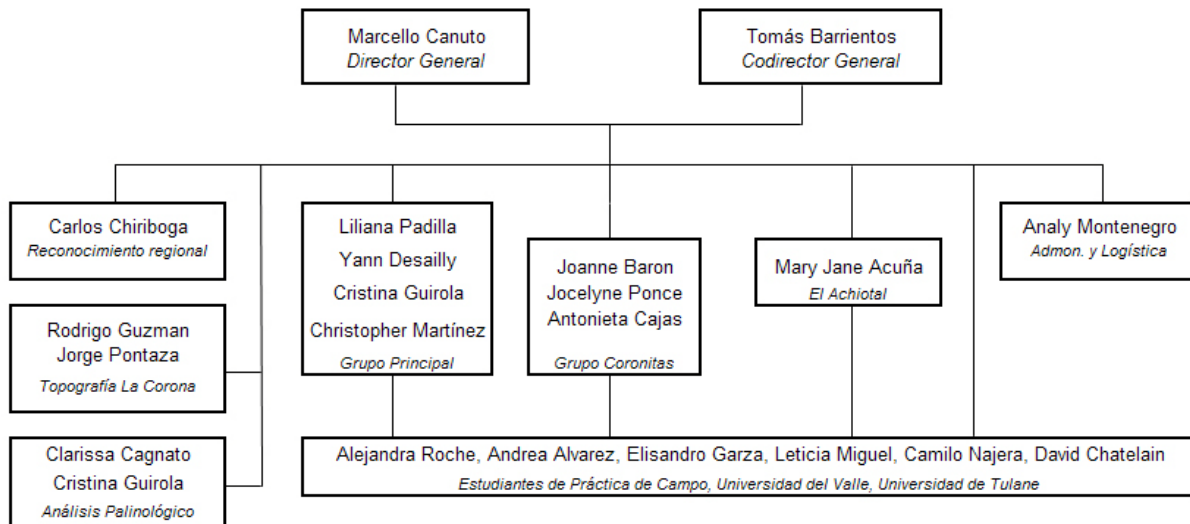 Marcello Canuto
Director General
Tomás Barrientos
Codirector General
Carlos Chiriboga
Reconocimiento regional
Liliana Padilla
Yann Desailly
Cristina Guirola
Christopher Martínez
Grupo Principal
Joanne Baron
Jocelyne Ponce
Antonieta Cajas
Grupo Coronitas
Mary Jane Acuña
El Achiotal
Analy Montenegro
Admon. y Logística
Rodrigo Guzman
Jorge Pontaza
Topografía La Corona
Clarissa Cagnato
Cristina Guirola
Análisis Palinológico
Alejandra Roche, Andrea Alvarez, Elisandro Garza, Leticia Miguel, Camilo Najera, David Chatelain
Estudiantes de Práctica de Campo, Universidad del Valle, Universidad de Tulane